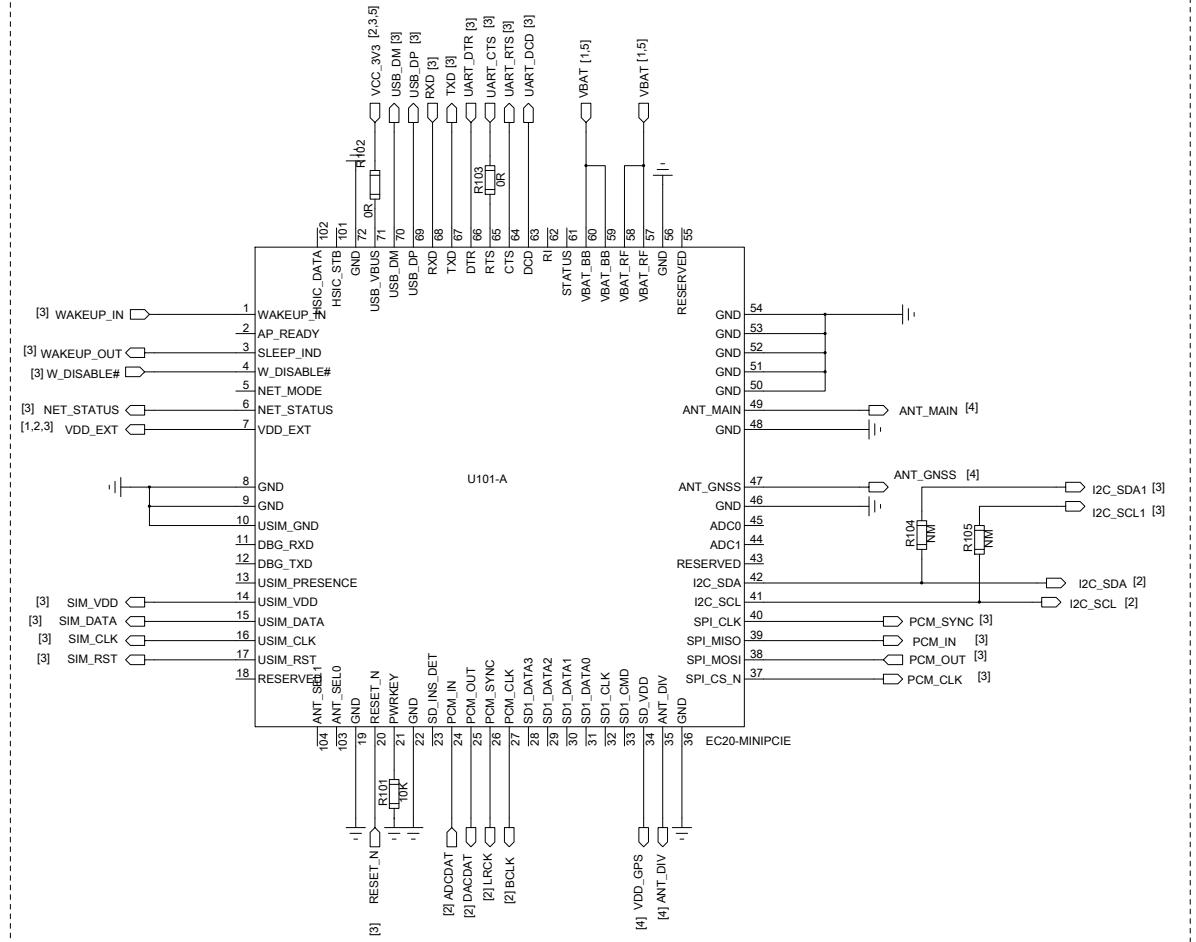 VCC_3V3 [2,3,5]
USB_DM [3]
USB_DP [3]
RXD [3]
TXD [3]
UART_DTR [3]
UART_CTS [3]
UART_RTS [3]
UART_DCD [3]
VBAT [1,5]
VBAT [1,5]
R102
0R
R103
0R
102
101
72
71
70
69
68
67
66
65
64
63
62
61
60
59
58
57
56
55
HSIC_DATA
HSIC_STB
GND
USB_VBUS
USB_DM
USB_DP
RXD
TXD
DTR
RTS
CTS
DCD
RI
STATUS
VBAT_BB
VBAT_BB
VBAT_RF
VBAT_RF
GND
RESERVED
[3] WAKEUP_IN 1 WAKEUP_IN
2 AP_READY
[3] WAKEUP_OUT 3 SLEEP_IND
[3] W_DISABLE# 4 W_DISABLE#
5 NET_MODE
[3] NET_STATUS 6 NET_STATUS
[1,2,3] VDD_EXT 7 VDD_EXT
8 GND
9 GND
10 USIM_GND
11 DBG_RXD
12 DBG_TXD
13 USIM_PRESENCE
[3] SIM_VDD 14 USIM_VDD
[3] SIM_DATA 15 USIM_DATA
[3] SIM_CLK 16 USIM_CLK
[3] SIM_RST 17 USIM_RST
18 RESERVED
U101-A
GND 54
GND 53
GND 52
GND 51
GND 50
ANT_MAIN 49 ANT_MAIN [4]
GND 48
ANT_GNSS 47 ANT_GNSS [4]
GND 46
ADC0 45
ADC1 44
RESERVED 43
I2C_SDA 42 I2C_SDA [2]
I2C_SCL 41 I2C_SCL [2]
SPI_CLK 40 PCM_SYNC [3]
SPI_MISO 39 PCM_IN [3]
SPI_MOSI 38 PCM_OUT [3]
SPI_CS_N 37 PCM_CLK [3]
I2C_SDA1 [3]
I2C_SCL1 [3]
R104
NM
R105
NM
ANT_SEL1
ANT_SEL0
GND
RESET_N
PWRKEY
GND
SD_INS_DET
PCM_IN
PCM_OUT
PCM_SYNC
PCM_CLK
SD1_DATA3
SD1_DATA2
SD1_DATA1
SD1_DATA0
SD1_CLK
SD1_CMD
SD_VDD
ANT_DIV
GND
104
103
19
20
21
22
23
24
25
26
27
28
29
30
31
32
33
34
35
36
EC20-MINIPCIE
R101
10K
[3] RESET_N
[2] ADCDAT
[2] DACDAT
[2] LRCK
[2] BCLK
[4] VDD_GPS
[4] ANT_DIV